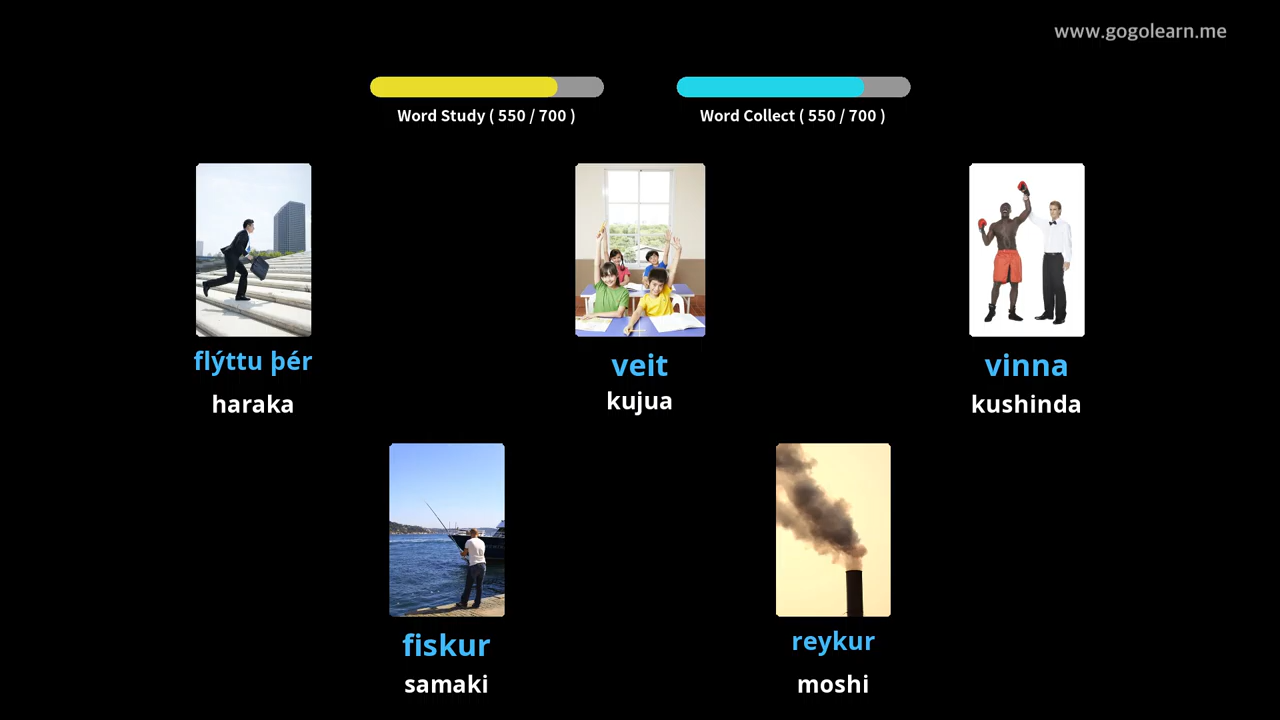 www.gogolearn.me
Word Study ( 550 / 700 )
Word Collect ( 550 / 700 )
flýttu þér
haraka
veit
kujua
vinna
kushinda
fiskur
samaki
reykur
moshi